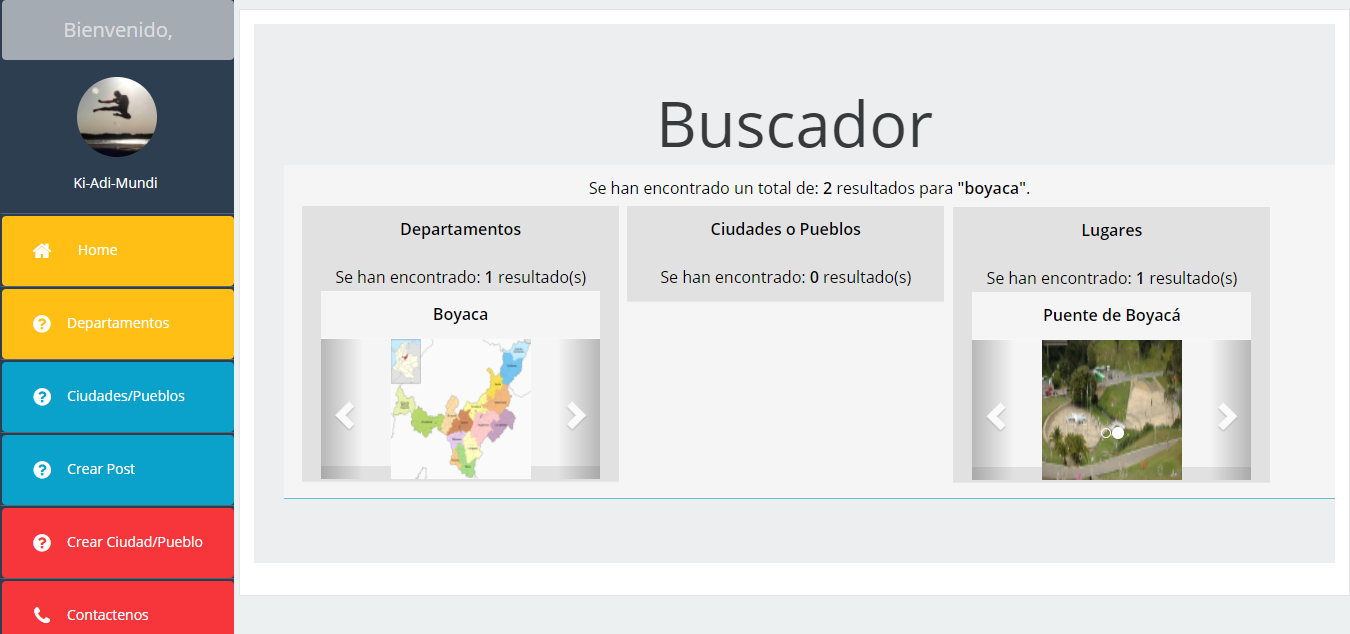 Bienvenido,
Ki-Adi-Mundi
Home
Departamentos
Ciudades/Pueblos
Crear Post
Crear Ciudad/Pueblo
Contactenos
Buscador
Se han encontrado un total de: 2 resultados para "boyaca".
Departamentos
Se han encontrado: 1 resultado(s)
Boyaca
Ciudades o Pueblos
Se han encontrado: 0 resultado(s)
Lugares
Se han encontrado: 1 resultado(s)
Puente de Boyacá